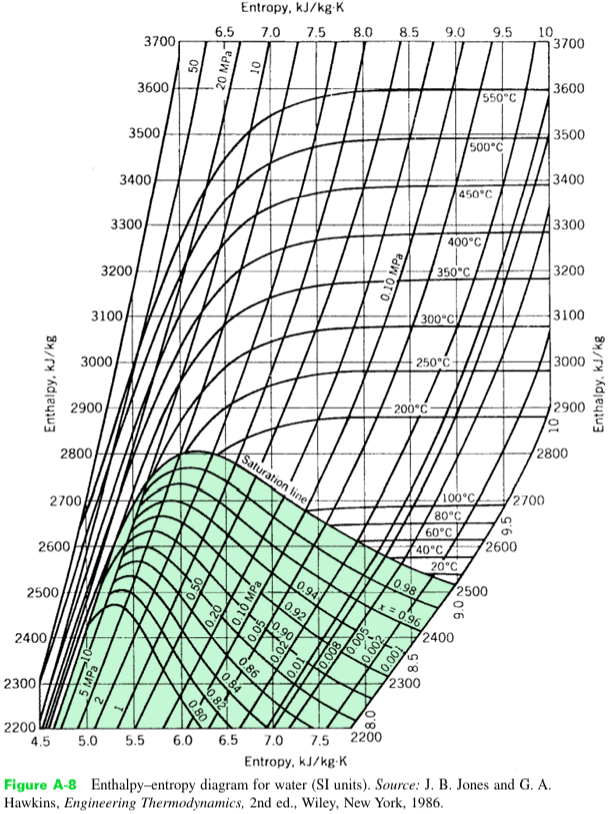 Entropy, kJ/kg·K
6.5 7.0 7.5 8.0 8.5 9.0 9.5 10
3700 3700
50
20 MPa
10
3600 3600
550°C
3500 3500
500°C
3400 3400
450°C
3300 3300
400°C
3200 3200
350°C
0.10 MPa
3100 3100
300°C
Enthalpy, kJ/kg
Enthalpy, kJ/kg
3000 3000
250°C
2900 2900
200°C
10
2800 2800
Saturation line
2700 2700
100°C
80°C
9.5
60°C
2600 2600
40°C
20°C
2500 2500
0.98
9.0
0.50
0.94
x = 0.96
0.20
0.10 MPa
0.92
2400 2400
0.05
0.90
0.02
0.005
0.002
0.001
0.008
0.01
8.5
10
0.86
2300 2300
5 MPa
0.84
2
0.82
1
0.80
8.0
2200 2200
4.5 5.0 5.5 6.0 6.5 7.0 7.5
Entropy, kJ/kg·K
Figure A-8 Enthalpy–entropy diagram for water (SI units). Source: J. B. Jones and G. A.
Hawkins, Engineering Thermodynamics, 2nd ed., Wiley, New York, 1986.